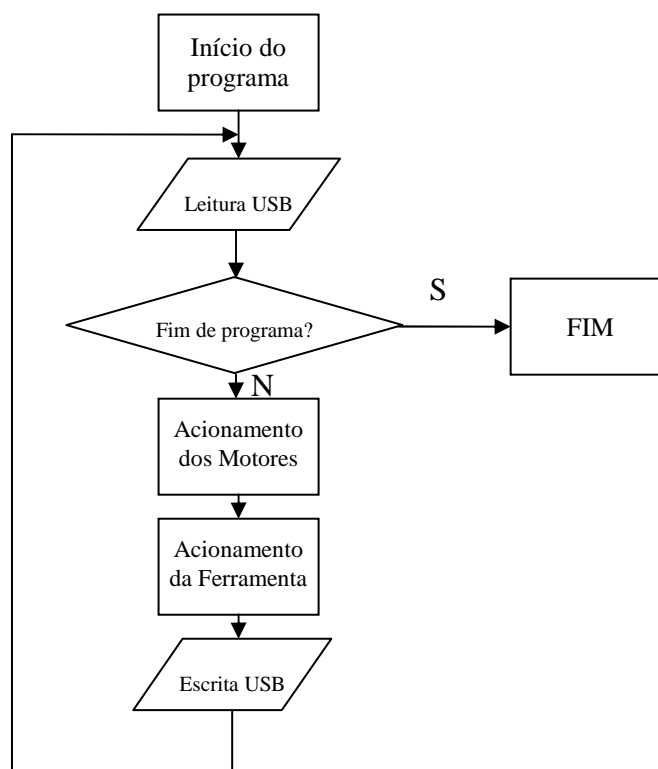 Início do
programa
Leitura USB
S
Fim de programa?
FIM
N
Acionamento
dos Motores
Acionamento
da Ferramenta
Escrita USB